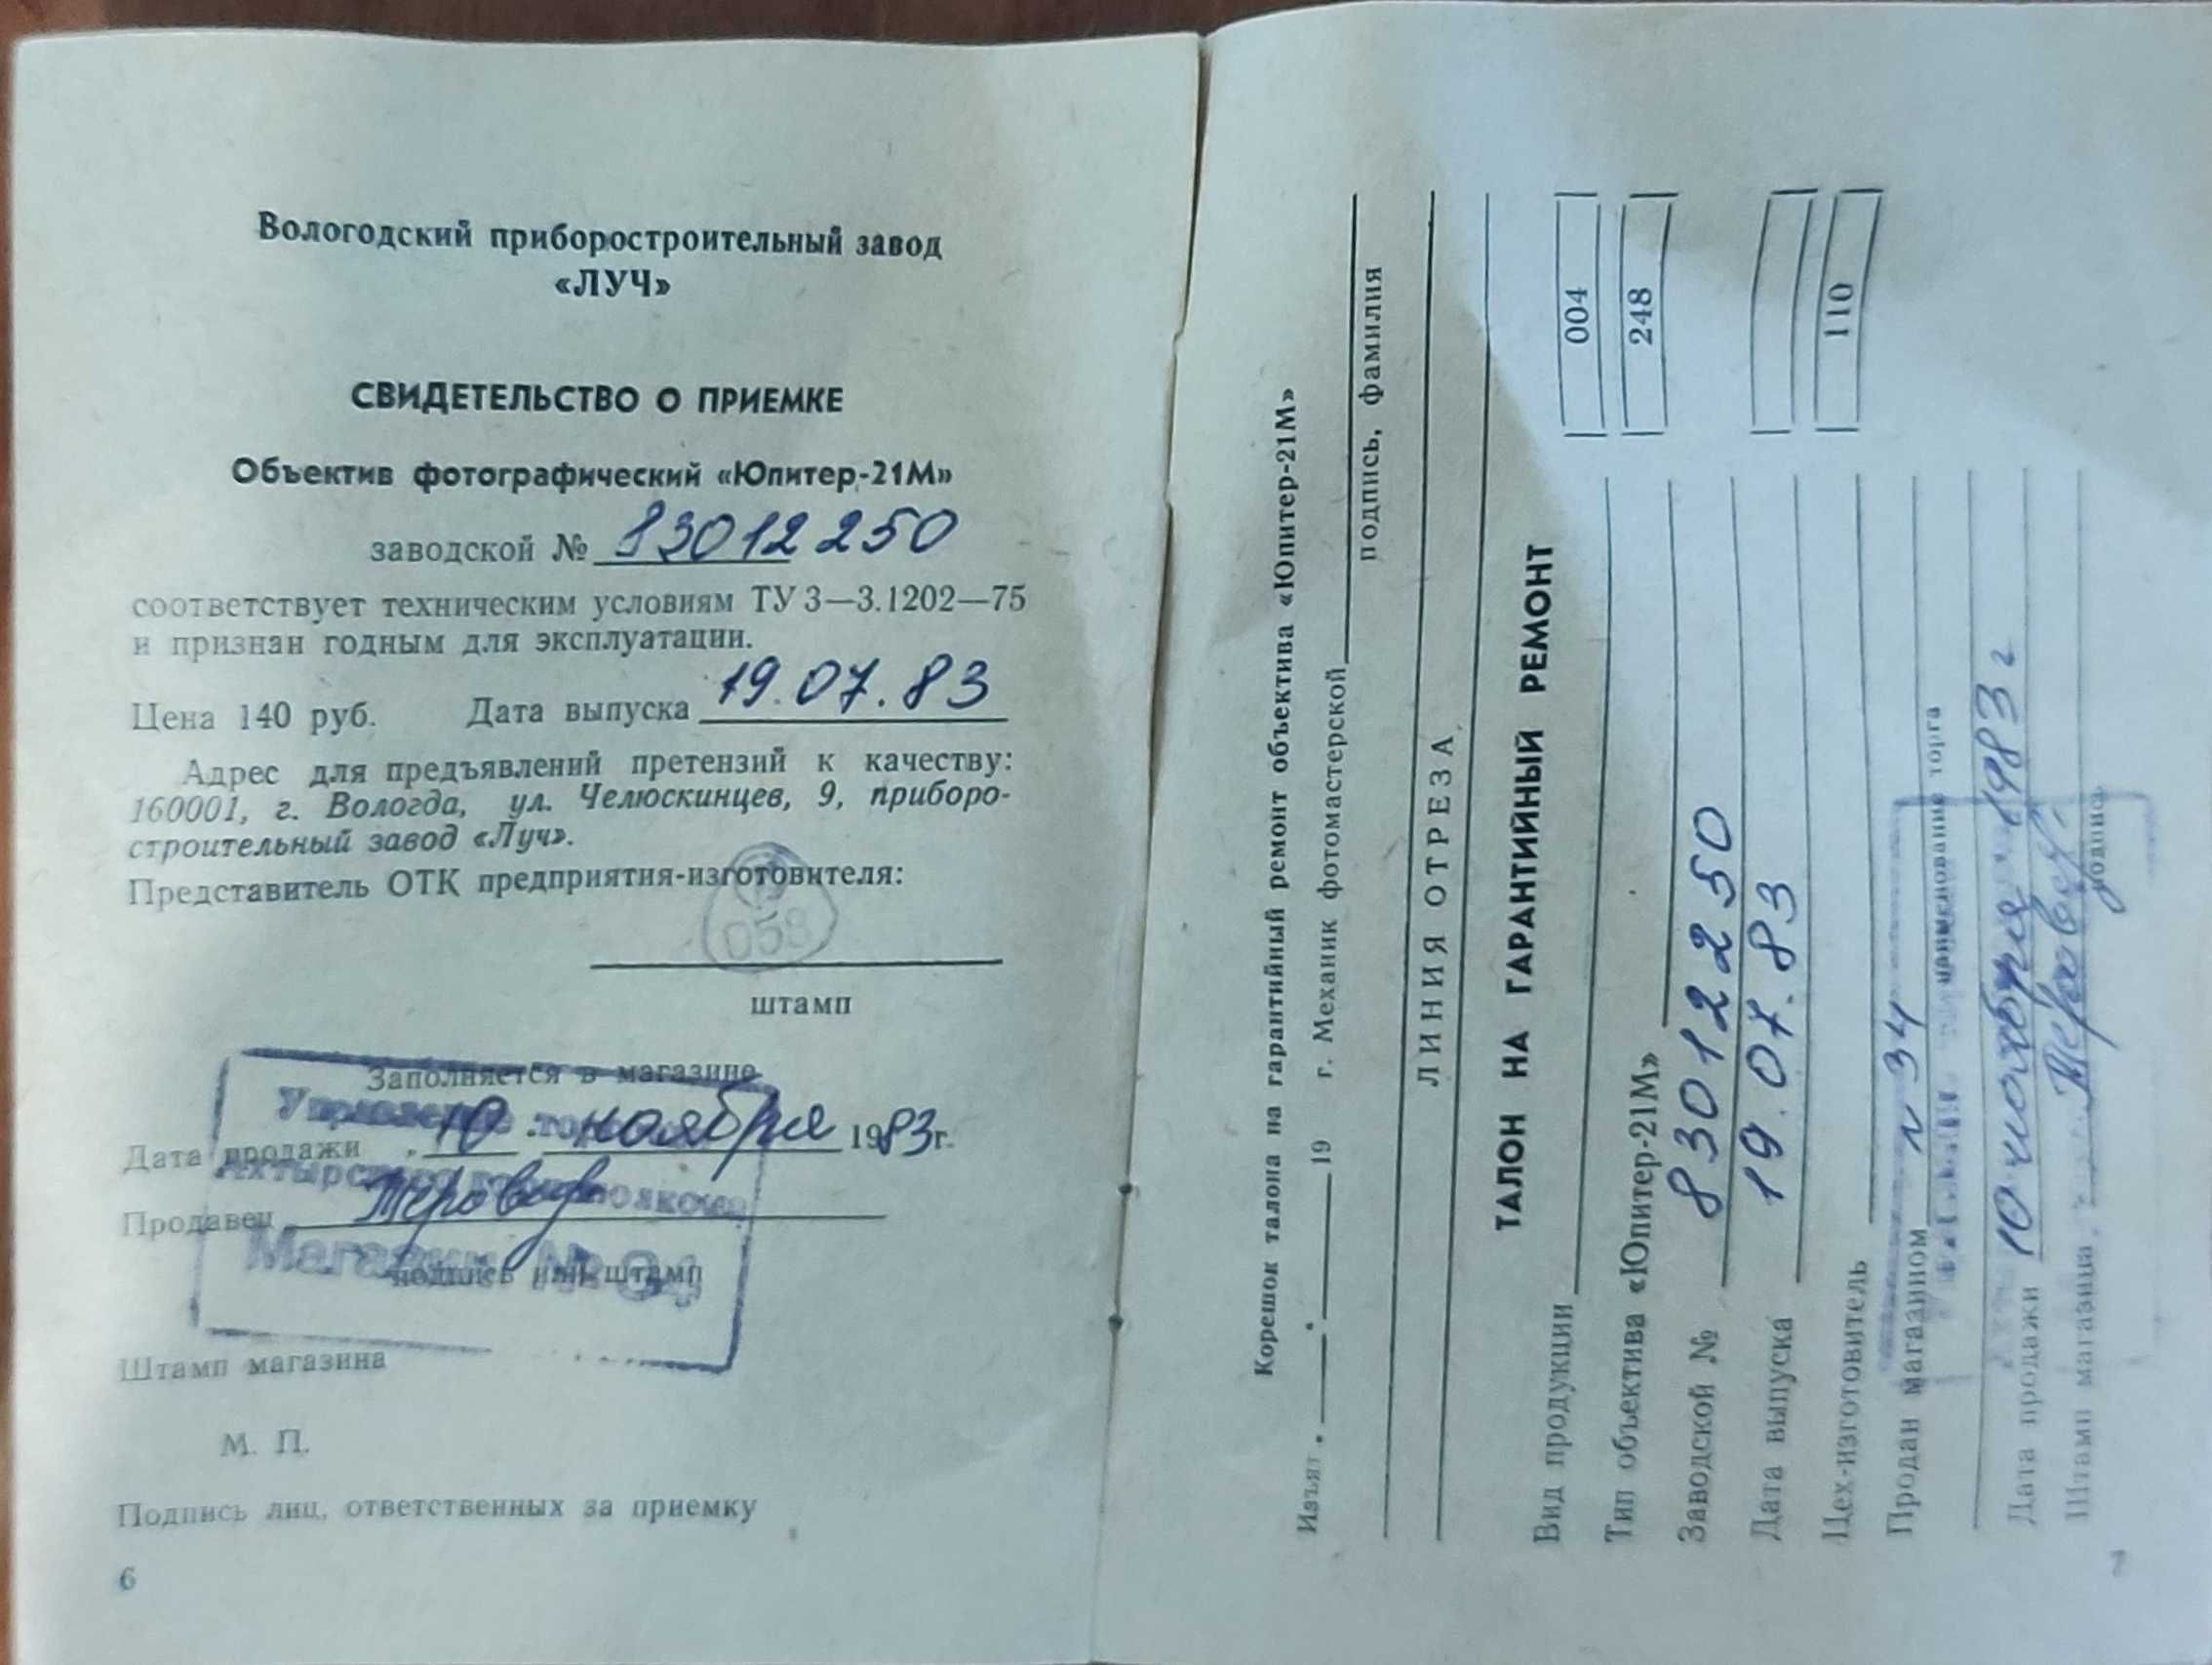 Вологодский приборостроительный завод
«ЛУЧ»
СВИДЕТЕЛЬСТВО О ПРИЕМКЕ
Объектив фотографический «Юпитер-21М»
заводской № 83012250
соответствует техническим условиям ТУ 3—3.1202—75
и признан годным для эксплуатации.
Цена 140 руб. Дата выпуска 19.07.83
Адрес для предъявлений претензий к качеству:
160001, г. Вологда, ул. Челюскинцев, 9, приборо-
строительный завод «Луч».
Представитель ОТК предприятия-изготовителя:
058
штамп
Заполняется в магазине
Управление
Дата продажи 10 ноября 1983г.
Ахтырского
Продавец
Магазин №34
подпись или штамп
Штамп магазина
М. П.
Подпись лиц, ответственных за приемку
6
Корешок талона на гарантийный ремонт объектива «Юпитер-21М»
Изъят 19 г. Механик фотомастерской
подпись, фамилия
ЛИНИЯ ОТРЕЗА
ТАЛОН НА ГАРАНТИЙНЫЙ РЕМОНТ
Вид продукции 004
Тип объектива «Юпитер-21М» 248
Заводской № 83012250
Дата выпуска 19.07.83
Цех-изготовитель 110
Продан магазином N 34
наименование торга
Дата продажи 10 ноября 1983 г
Штамп магазина
подпись
7